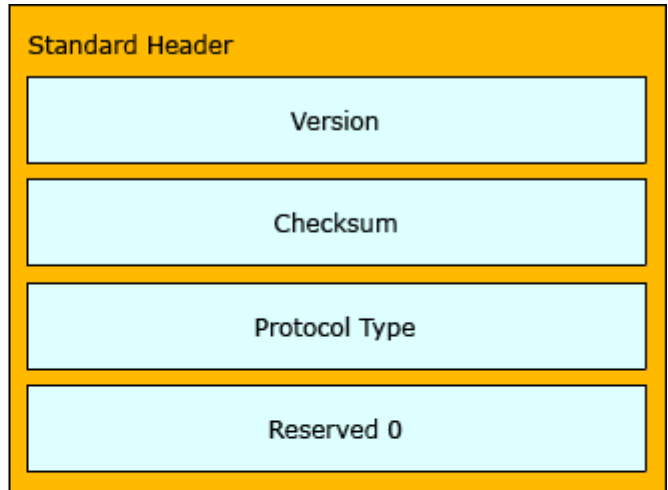 Standard Header
Version
Checksum
Protocol Type
Reserved 0